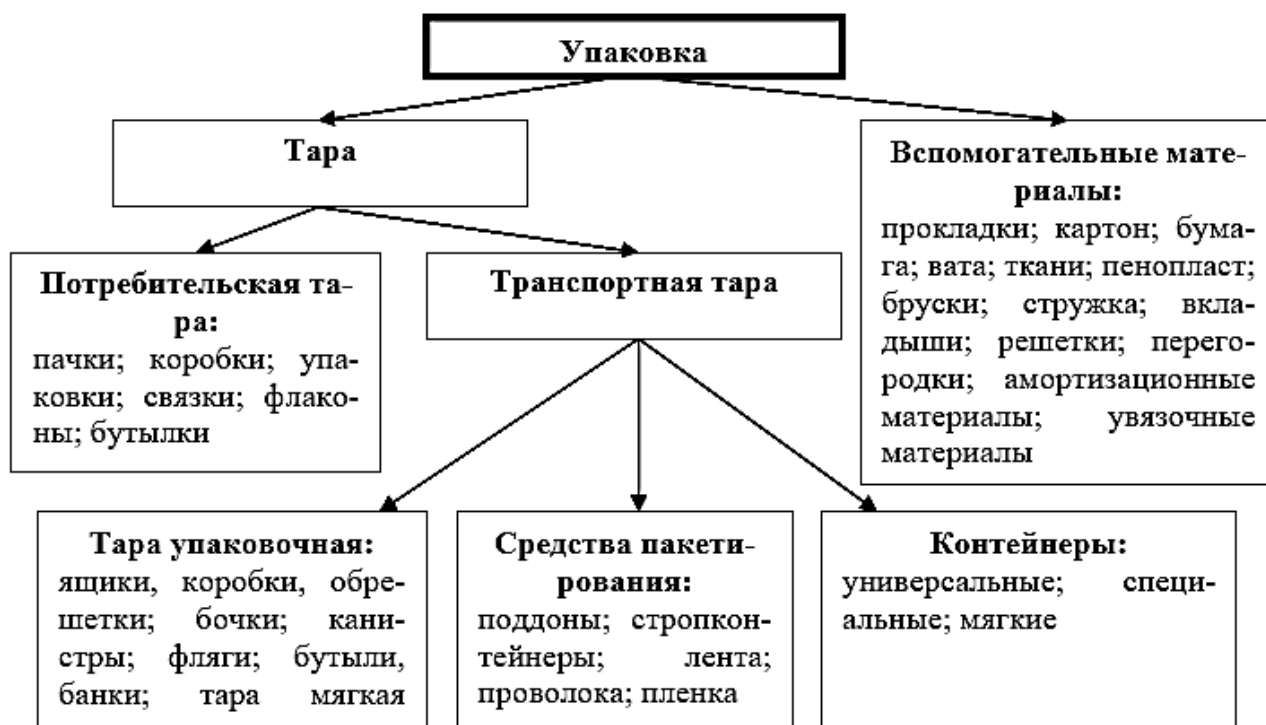 Упаковка
Тара
Вспомогательные мате-
риалы:
прокладки; картон; бума-
га; вата; ткани; пенопласт;
бруски; стружка; вкла-
дыши; решетки; перего-
родки; амортизационные
материалы; увязочные
материалы
Потребительская та-
ра:
пачки; коробки; упа-
ковки; связки; флако-
ны; бутылки
Транспортная тара
Тара упаковочная:
ящики, коробки, обре-
шетки; бочки; кани-
стры; фляги; бутыли,
банки; тара мягкая
Средства пакети-
рования:
поддоны; стропкон-
тейнеры; лента;
проволока; пленка
Контейнеры:
универсальные; специ-
альные; мягкие